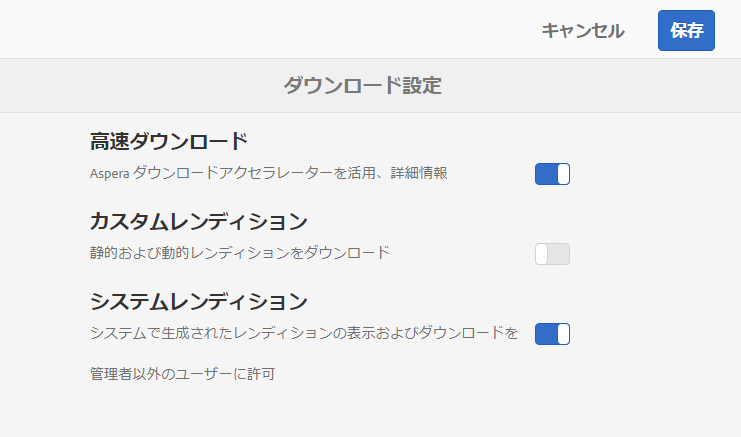 キャンセル 保存
ダウンロード設定
高速ダウンロード
Aspera ダウンロードアクセラレーターを活用、詳細情報
カスタムレンディション
静的および動的レンディションをダウンロード
システムレンディション
システムで生成されたレンディションの表示およびダウンロードを
管理者以外のユーザーに許可